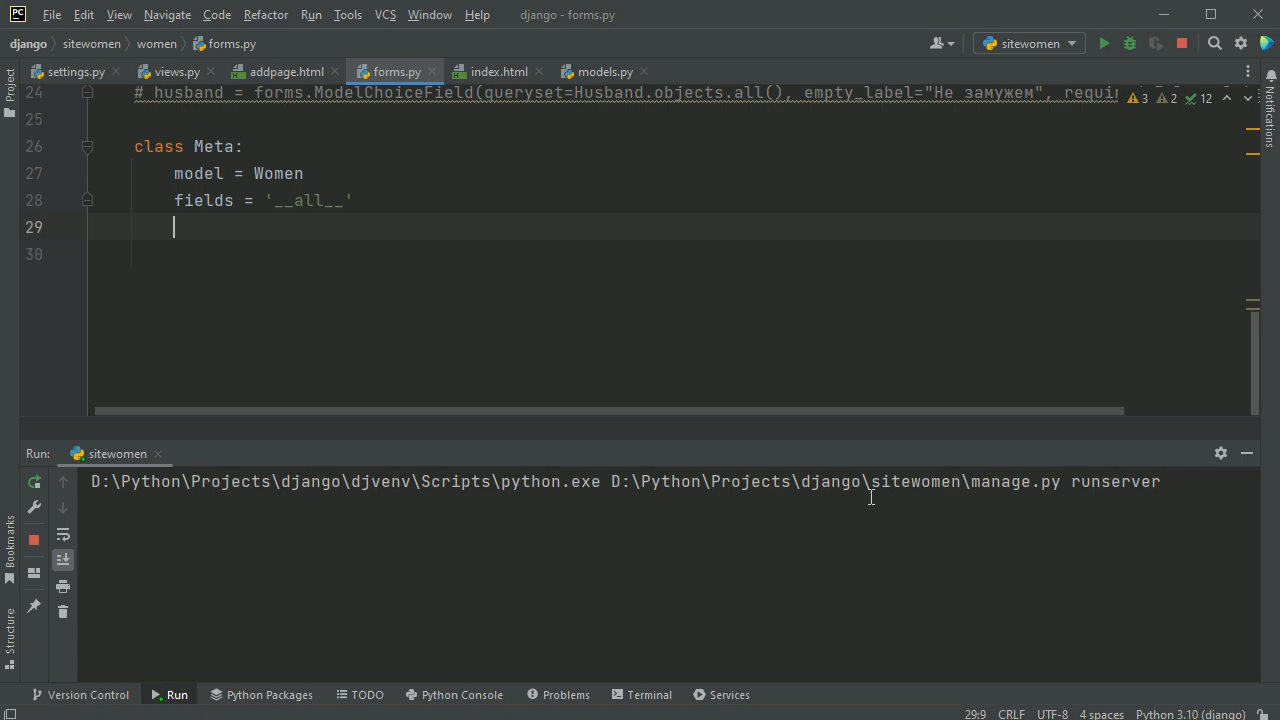 PC File Edit View Navigate Code Refactor Run Tools VCS Window Help django - forms.py
django sitewomen women forms.py sitewomen
Project
settings.py views.py addpage.html forms.py index.html models.py
Notifications
24 # husband = forms.ModelChoiceField(queryset=Husband.objects.all(), empty_label="Не замужем", requir
3 2 12
25
26 class Meta:
27 model = Women
28 fields = '__all__'
29
30
Run: sitewomen
D:\Python\Projects\django\djvenv\Scripts\python.exe D:\Python\Projects\django\sitewomen\manage.py runserver
Bookmarks
Structure
Version Control Run Python Packages TODO Python Console Problems Terminal Services
29:9 CRLF UTF-8 4 spaces Python 3.10 (django)